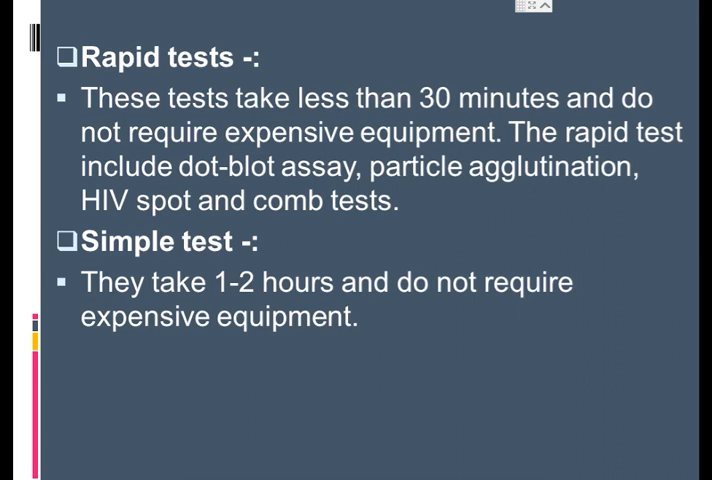 Rapid tests -:
These tests take less than 30 minutes and do
not require expensive equipment. The rapid test
include dot-blot assay, particle agglutination,
HIV spot and comb tests.
Simple test -:
They take 1-2 hours and do not require
expensive equipment.